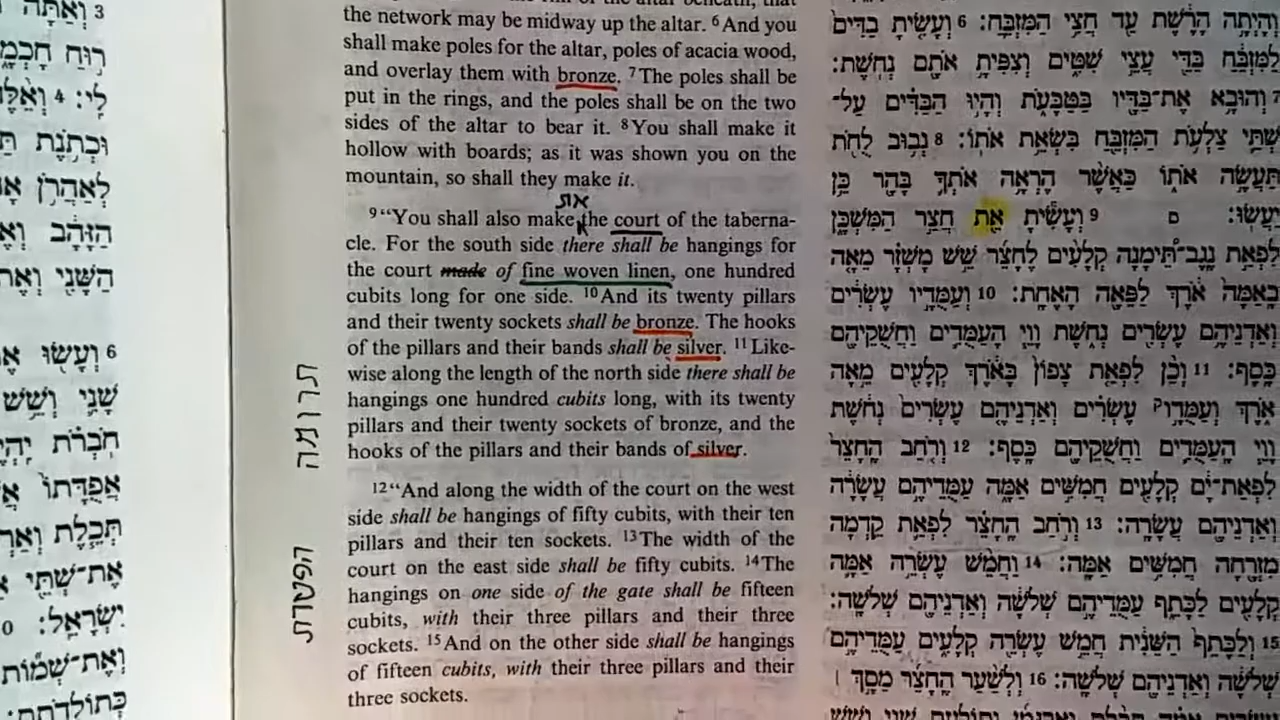 the network may be midway up the altar. 6 And you
shall make poles for the altar, poles of acacia wood,
and overlay them with bronze. 7 The poles shall be
put in the rings, and the poles shall be on the two
sides of the altar to bear it. 8 You shall make it
hollow with boards; as it was shown you on the
mountain, so shall they make it.
את
9 “You shall also make the court of the taberna-
cle. For the south side there shall be hangings for
the court made of fine woven linen, one hundred
cubits long for one side. 10 And its twenty pillars
and their twenty sockets shall be bronze. The hooks
of the pillars and their bands shall be silver. 11 Like-
wise along the length of the north side there shall be
hangings one hundred cubits long, with its twenty
pillars and their twenty sockets of bronze, and the
hooks of the pillars and their bands of silver.
12 “And along the width of the court on the west
side shall be hangings of fifty cubits, with their ten
pillars and their ten sockets. 13 The width of the
court on the east side shall be fifty cubits. 14 The
hangings on one side of the gate shall be fifteen
cubits, with their three pillars and their three
sockets. 15 And on the other side shall be hangings
of fifteen cubits, with their three pillars and their
three sockets.
תרומה
הפטרת
וְהָיְתָה הָרֶשֶׁת עַד חֲצִי הַמִּזְבֵּחַ׃ 6 וְעָשִׂיתָ בַדִּים
לַמִּזְבֵּחַ בַּדֵּי עֲצֵי שִׁטִּים וְצִפִּיתָ אֹתָם נְחֹשֶׁת׃
7 וְהוּבָא אֶת־בַּדָּיו בַּטַּבָּעֹת וְהָיוּ הַבַּדִּים עַל־
שְׁתֵּי צַלְעֹת הַמִּזְבֵּחַ בִּשְׂאֵת אֹתוֹ׃ 8 נְבוּב לֻחֹת
תַּעֲשֶׂה אֹתוֹ כַּאֲשֶׁר הֶרְאָה אֹתְךָ בָּהָר כֵּן
יַעֲשׂוּ׃ ס 9 וְעָשִׂיתָ אֵת חֲצַר הַמִּשְׁכָּן
לִפְאַת נֶגֶב־תֵּימָנָה קְלָעִים לֶחָצֵר שֵׁשׁ מָשְׁזָר מֵאָה
בָאַמָּה אֹרֶךְ לַפֵּאָה הָאֶחָת׃ 10 וְעַמֻּדָיו עֶשְׂרִים
וְאַדְנֵיהֶם עֶשְׂרִים נְחֹשֶׁת וָוֵי הָעַמֻּדִים וַחֲשֻׁקֵיהֶם
כָּסֶף׃ 11 וְכֵן לִפְאַת צָפוֹן בָּאֹרֶךְ קְלָעִים מֵאָה
אֹרֶךְ וְעַמֻּדָו עֶשְׂרִים וְאַדְנֵיהֶם עֶשְׂרִים נְחֹשֶׁת
וָוֵי הָעַמֻּדִים וַחֲשֻׁקֵיהֶם כָּסֶף׃ 12 וְרֹחַב הֶחָצֵר
לִפְאַת־יָם קְלָעִים חֲמִשִּׁים אַמָּה עַמֻּדֵיהֶם עֲשָׂרָה
וְאַדְנֵיהֶם עֲשָׂרָה׃ 13 וְרֹחַב הֶחָצֵר לִפְאַת קֵדְמָה
מִזְרָחָה חֲמִשִּׁים אַמָּה׃ 14 וַחֲמֵשׁ עֶשְׂרֵה אַמָּה
קְלָעִים לַכָּתֵף עַמֻּדֵיהֶם שְׁלֹשָׁה וְאַדְנֵיהֶם שְׁלֹשָׁה׃
15 וְלַכָּתֵף הַשֵּׁנִית חֲמֵשׁ עֶשְׂרֵה קְלָעִים עַמֻּדֵיהֶם
שְׁלֹשָׁה וְאַדְנֵיהֶם שְׁלֹשָׁה׃ 16 וּלְשַׁעַר הֶחָצֵר מָסָךְ
3 וְאַתָּה
רוּחַ חָכְמָ
לִי׃ 4 וְאֵלֶּ
וּכְתֹנֶת
לְאַהֲרֹן
הַזָּהָב
הַשָּׁנִי
6 וְעָשׂוּ
שָׁנִי וְשֵׁשׁ
חֹבְרֹת
אֲפֻדָּתוֹ
תְּכֵלֶת
אֶת־שְׁתֵּי
יִשְׂרָאֵל׃
וְאֶת־שְׁמוֹת
כְּתוֹלְדֹתָם׃